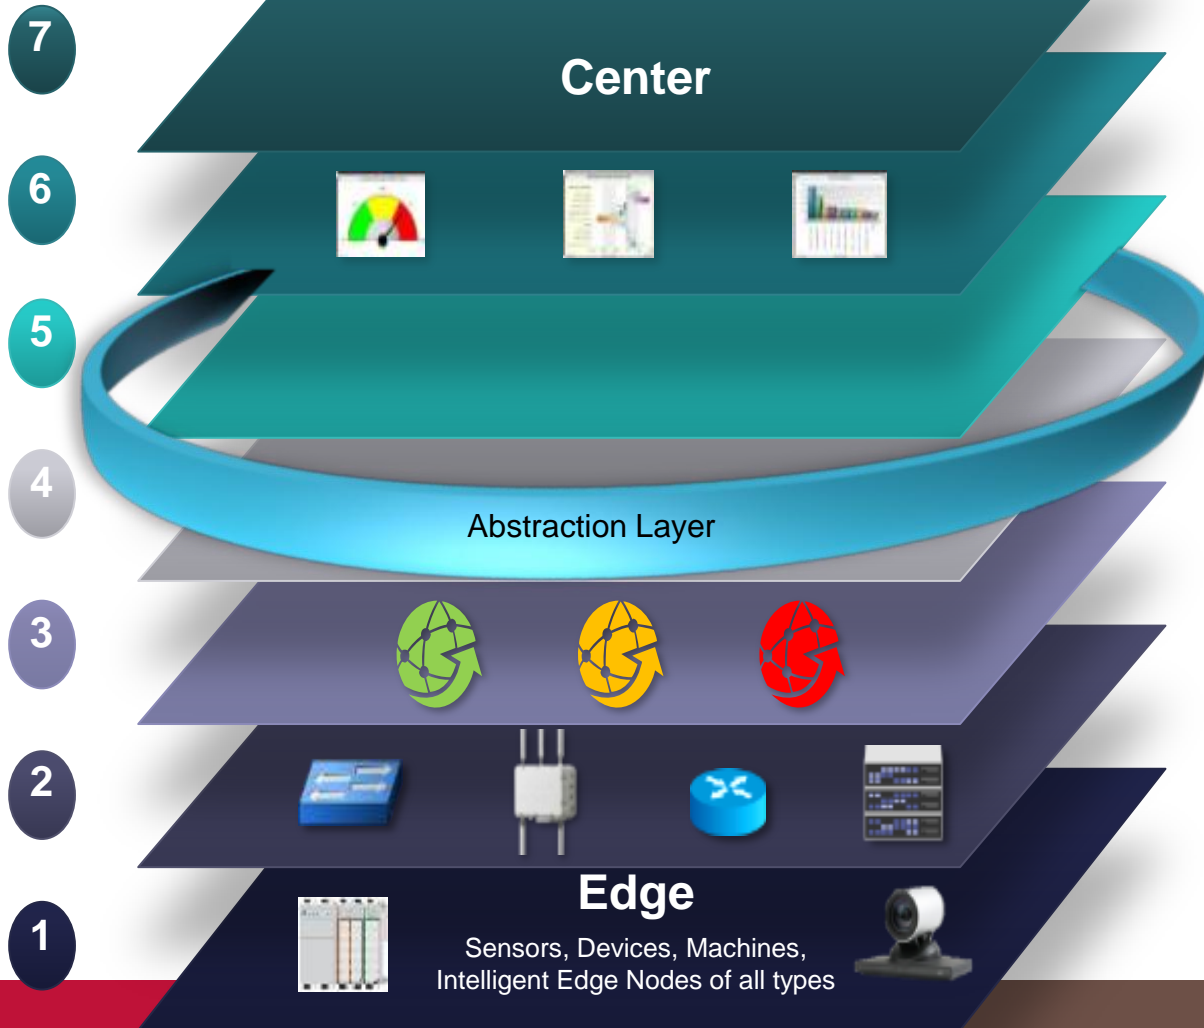 7
Center
6
5
4
Abstraction Layer
3
2
Edge
1
Sensors, Devices, Machines,
Intelligent Edge Nodes of all types